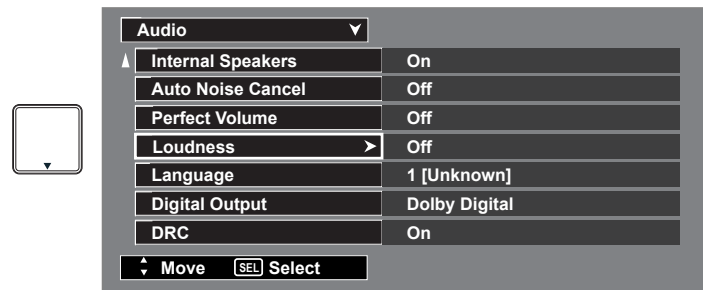 Audio
Internal Speakers On
Auto Noise Cancel Off
Perfect Volume Off
Loudness Off
Language 1 [Unknown]
Digital Output Dolby Digital
DRC On
Move SEL Select